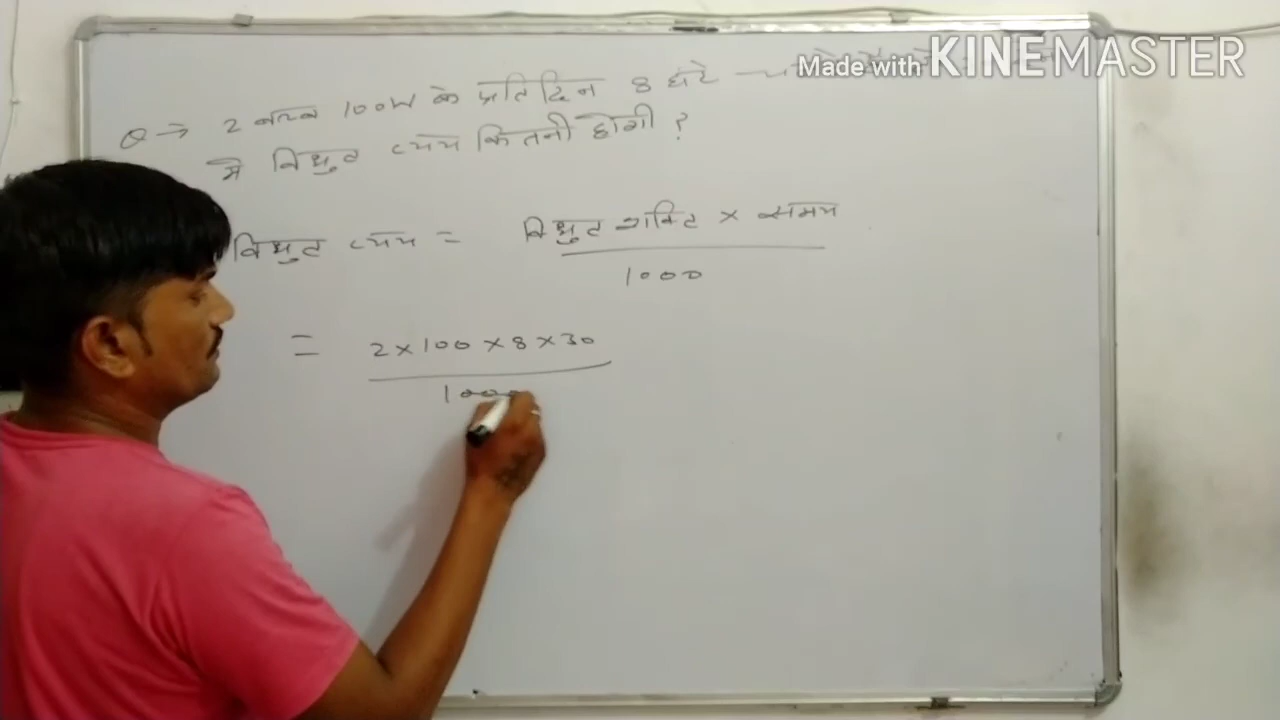 Made with KINEMASTER
Q → 2 बल्ब 100W के प्रतिदिन 8 घंटे
मे विधुत व्यय कितनी होगी ?
विधुत व्यय = विधुत शक्ति × समय
1000
= 2×100×8×30
1000